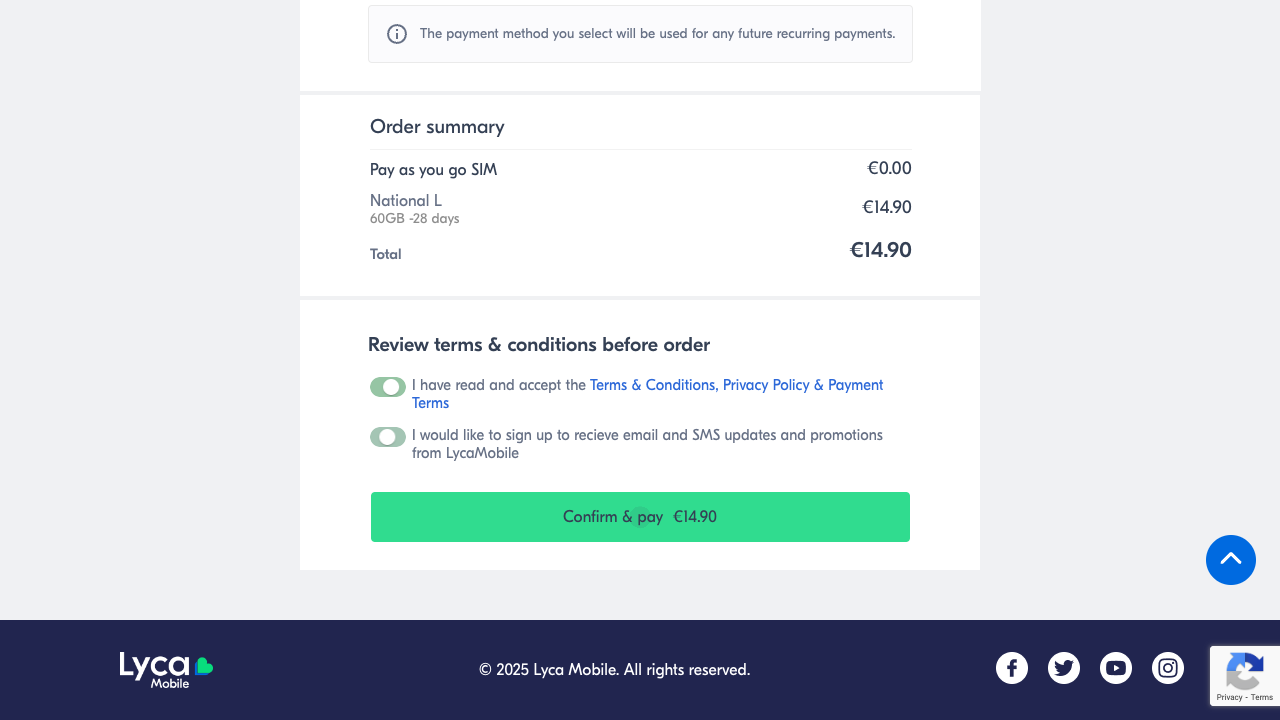 The payment method you select will be used for any future recurring payments.
Order summary
Pay as you go SIM €0.00
National L €14.90
60GB -28 days
Total €14.90
Review terms & conditions before order
I have read and accept the Terms & Conditions, Privacy Policy & Payment
Terms
I would like to sign up to recieve email and SMS updates and promotions
from LycaMobile
Confirm & pay €14.90
Lyca
Mobile
© 2025 Lyca Mobile. All rights reserved.
Privacy - Terms